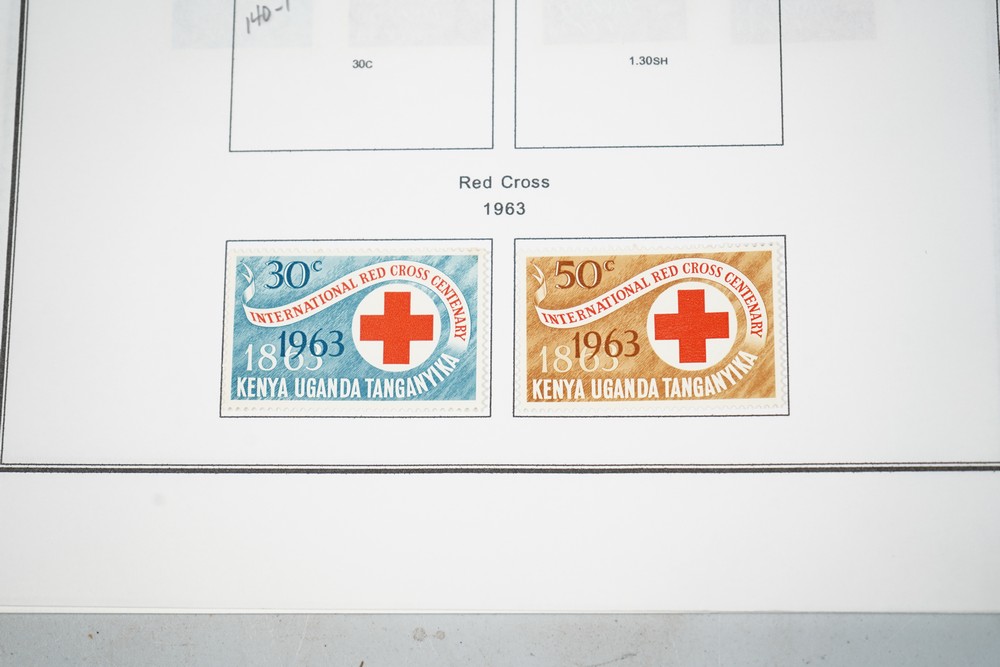 140-1
30C
1.30SH
Red Cross
1963
30c
INTERNATIONAL RED CROSS CENTENARY
1963
1863
KENYA UGANDA TANGANYIKA
50c
INTERNATIONAL RED CROSS CENTENARY
1963
1863
KENYA UGANDA TANGANYIKA